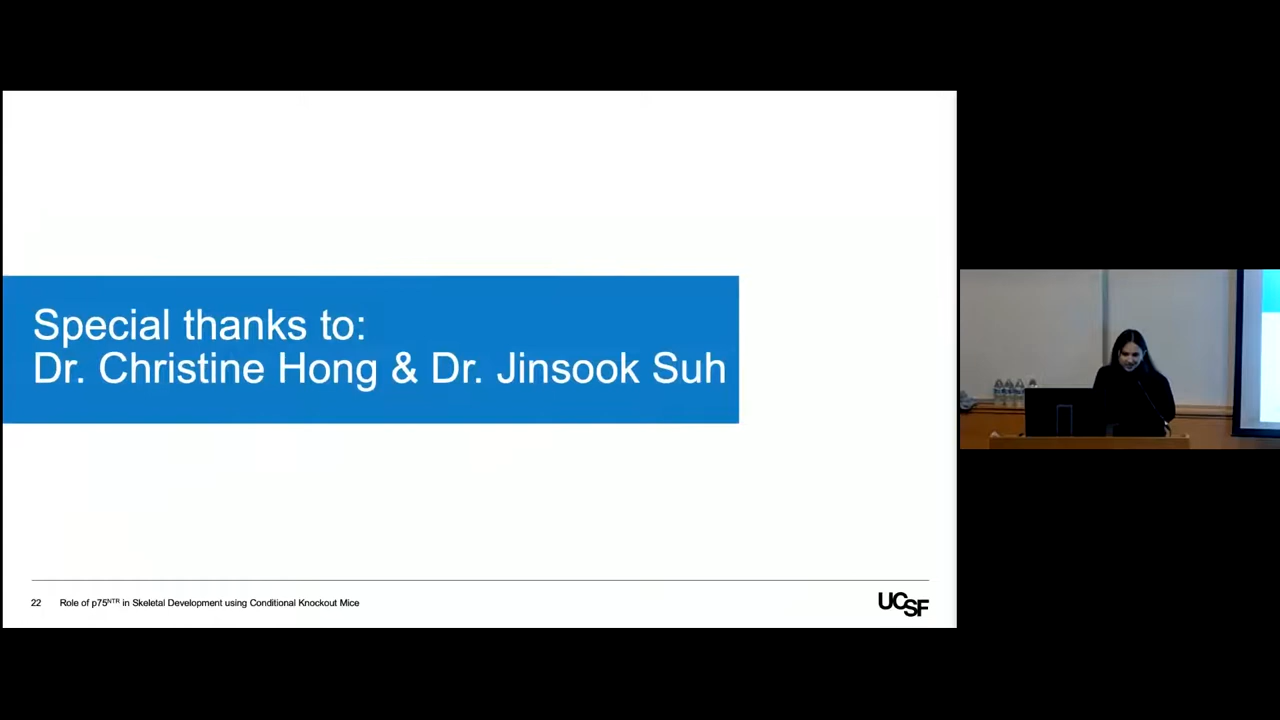 Special thanks to:
Dr. Christine Hong & Dr. Jinsook Suh
22 Role of p75ᴺᵀᴿ in Skeletal Development using Conditional Knockout Mice
UCSF